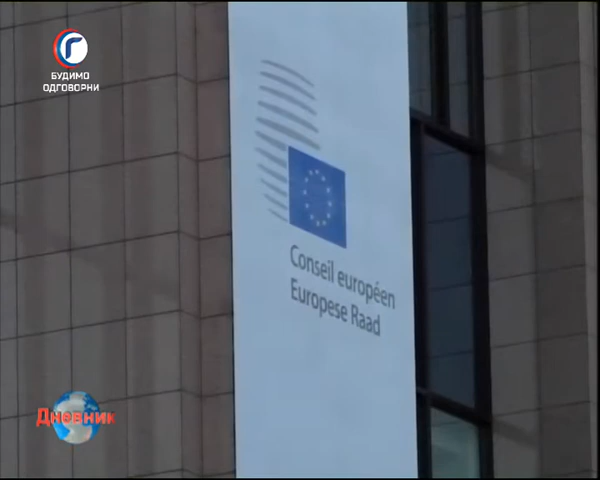 Г
БУДИМО
ОДГОВОРНИ
Conseil européen
Europese Raad
Дневник